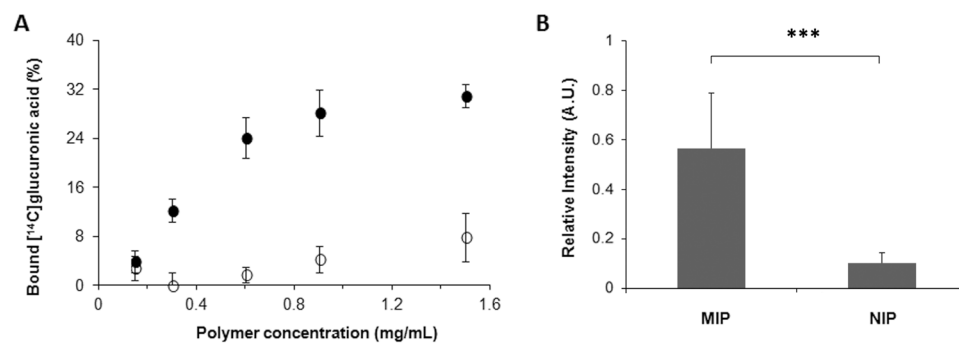 A
Bound [¹⁴C]glucuronic acid (%)
40
32
24
16
8
0
0
0.4
0.8
1.2
1.6
Polymer concentration (mg/mL)
B
Relative Intensity (A.U.)
1
0.8
0.6
0.4
0.2
0
***
MIP
NIP